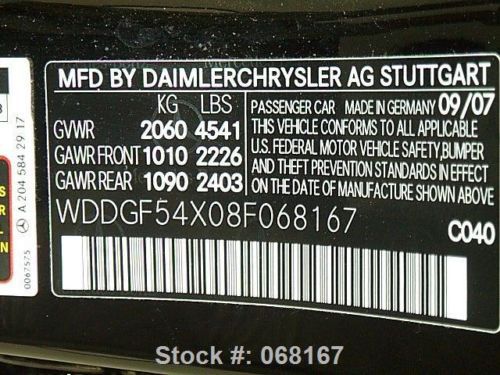 MFD BY DAIMLERCHRYSLER AG STUTTGART
KG LBS
GVWR 2060 4541
GAWR FRONT 1010 2226
GAWR REAR 1090 2403
PASSENGER CAR MADE IN GERMANY 09/07
THIS VEHICLE CONFORMS TO ALL APPLICABLE
U.S. FEDERAL MOTOR VEHICLE SAFETY, BUMPER
AND THEFT PREVENTION STANDARDS
IN EFFECT ON THE DATE OF
MANUFACTURE SHOWN ABOVE
WDDGF54X08F068167
C040
A 204 584 29 17
0067575
Stock #: 068167